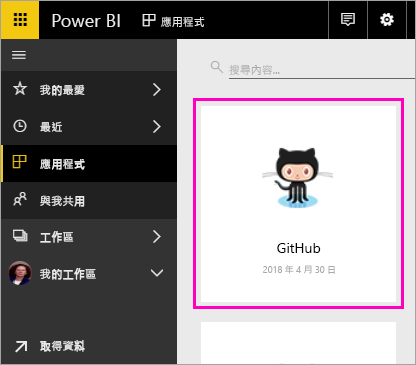 Power BI 應用程式
搜尋內容...
我的最愛
最近
應用程式
與我共用
工作區
我的工作區
取得資料
GitHub
2018 年 4 月 30 日